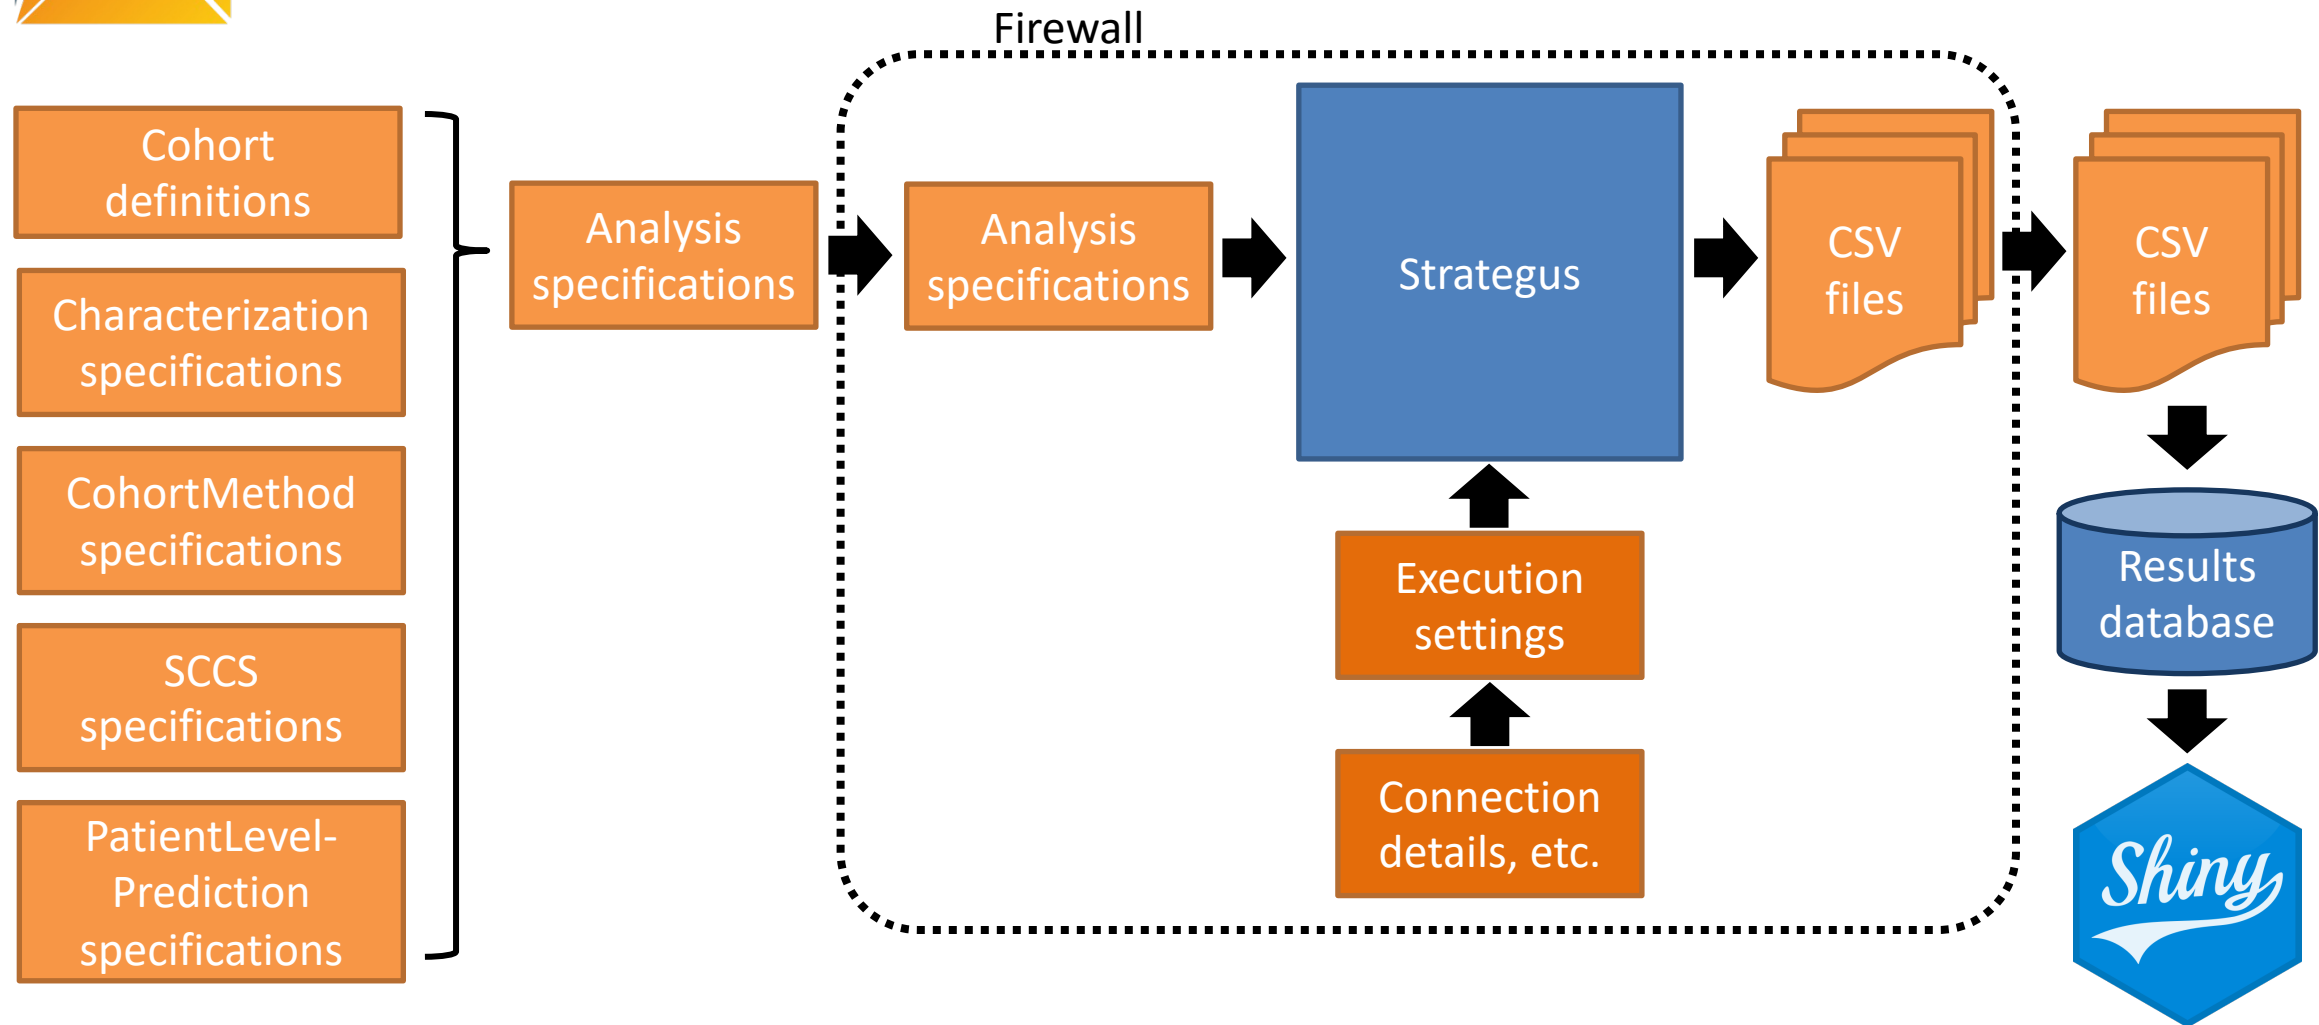 Firewall
Cohort
definitions
Characterization
specifications
CohortMethod
specifications
SCCS
specifications
PatientLevel-
Prediction
specifications
Analysis
specifications
Analysis
specifications
Strategus
Execution
settings
Connection
details, etc.
CSV
files
CSV
files
Results
database
Shiny